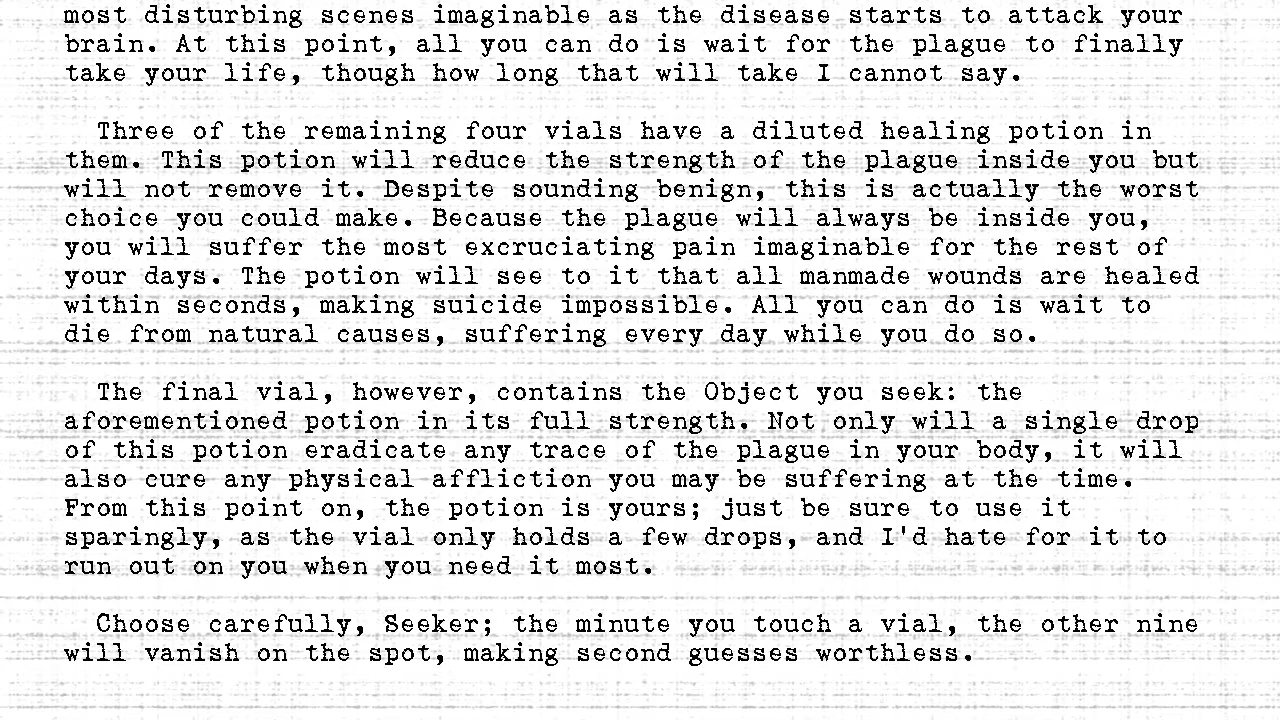 most disturbing scenes imaginable as the disease starts to attack your
brain. At this point, all you can do is wait for the plague to finally
take your life, though how long that will take I cannot say.
Three of the remaining four vials have a diluted healing potion in
them. This potion will reduce the strength of the plague inside you but
will not remove it. Despite sounding benign, this is actually the worst
choice you could make. Because the plague will always be inside you,
you will suffer the most excruciating pain imaginable for the rest of
your days. The potion will see to it that all manmade wounds are healed
within seconds, making suicide impossible. All you can do is wait to
die from natural causes, suffering every day while you do so.
The final vial, however, contains the Object you seek: the
aforementioned potion in its full strength. Not only will a single drop
of this potion eradicate any trace of the plague in your body, it will
also cure any physical affliction you may be suffering at the time.
From this point on, the potion is yours; just be sure to use it
sparingly, as the vial only holds a few drops, and I'd hate for it to
run out on you when you need it most.
Choose carefully, Seeker; the minute you touch a vial, the other nine
will vanish on the spot, making second guesses worthless.